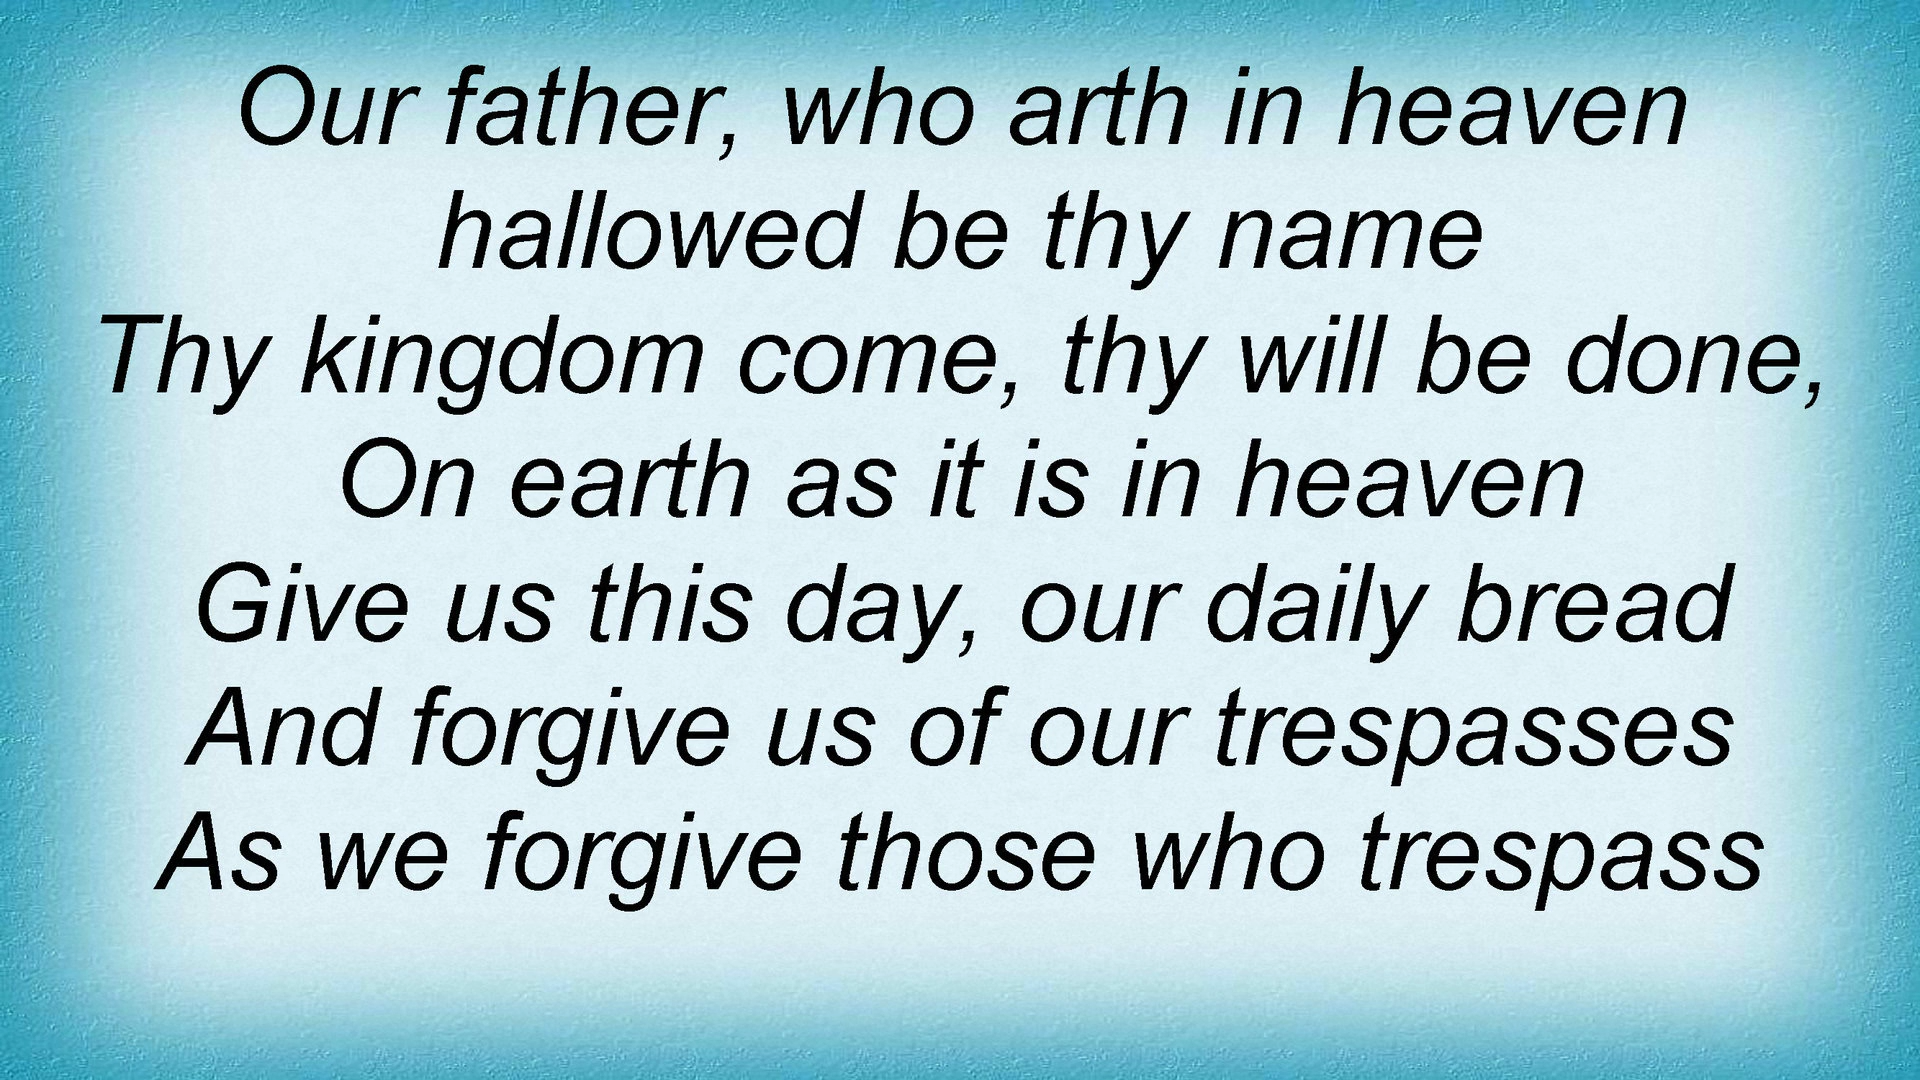 Our father, who arth in heaven
hallowed be thy name
Thy kingdom come, thy will be done,
On earth as it is in heaven
Give us this day, our daily bread
And forgive us of our trespasses
As we forgive those who trespass